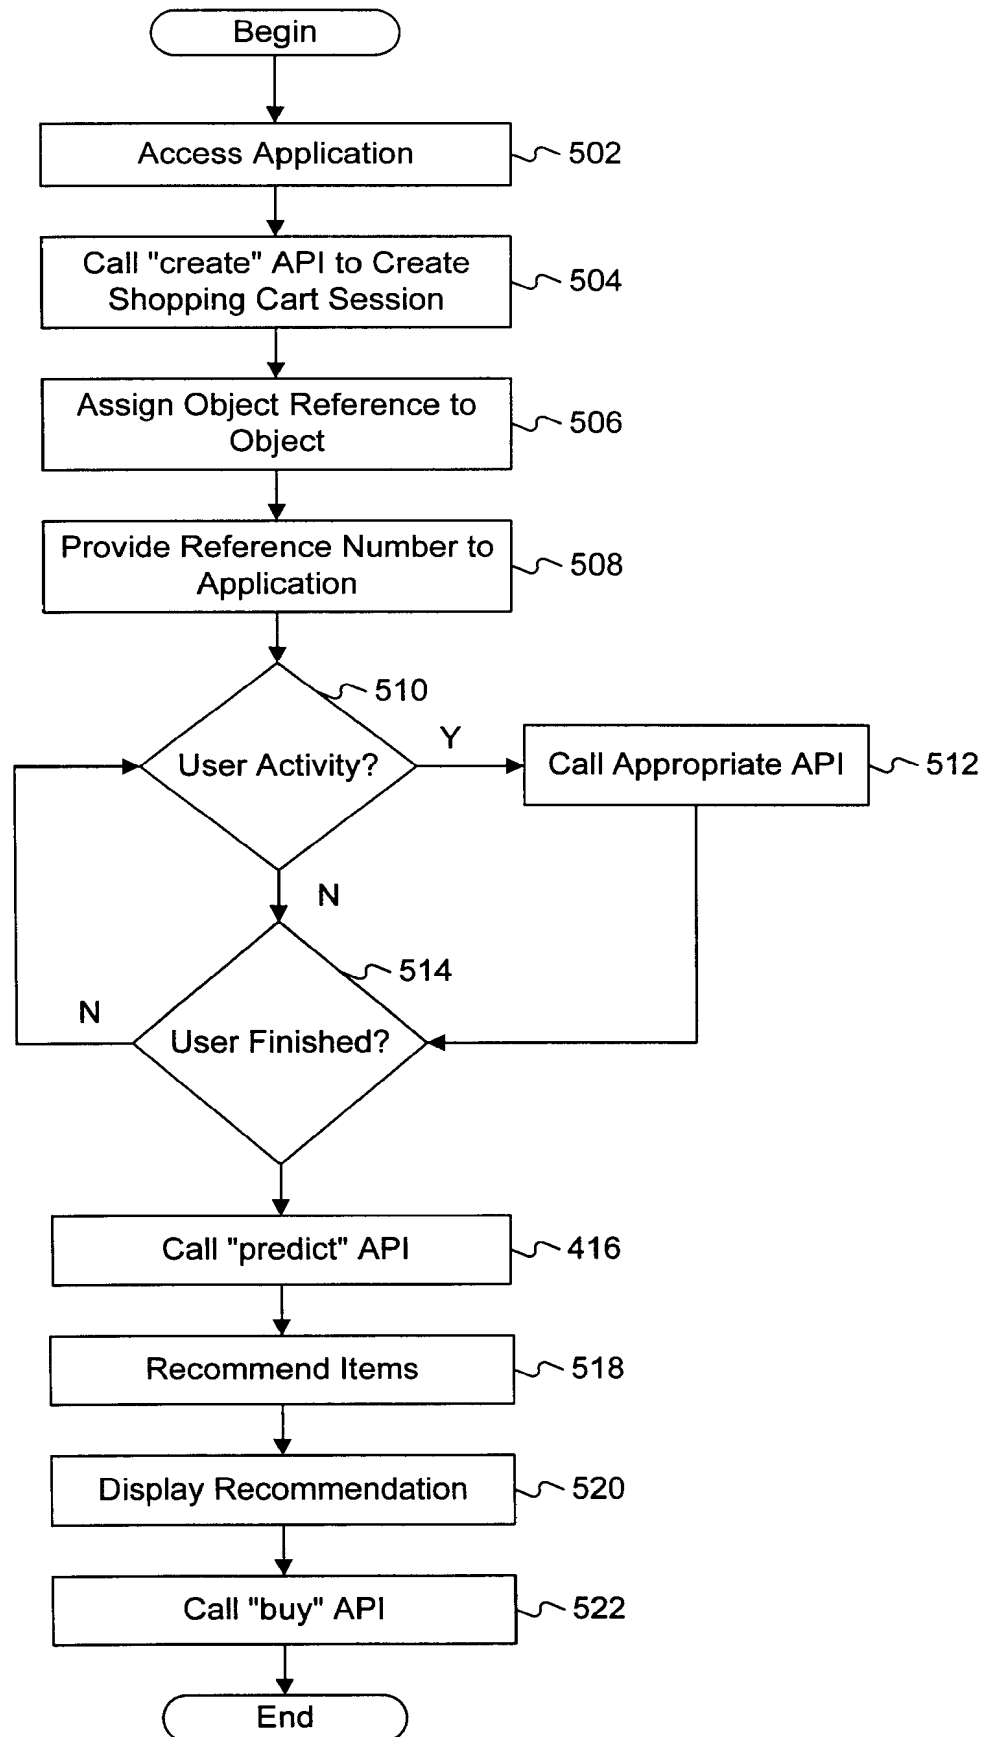 Begin
Access Application
502
Call "create" API to Create
Shopping Cart Session
504
Assign Object Reference to
Object
506
Provide Reference Number to
Application
508
510
User Activity?
Y
Call Appropriate API
512
N
514
User Finished?
N
Call "predict" API
416
Recommend Items
518
Display Recommendation
520
Call "buy" API
522
End